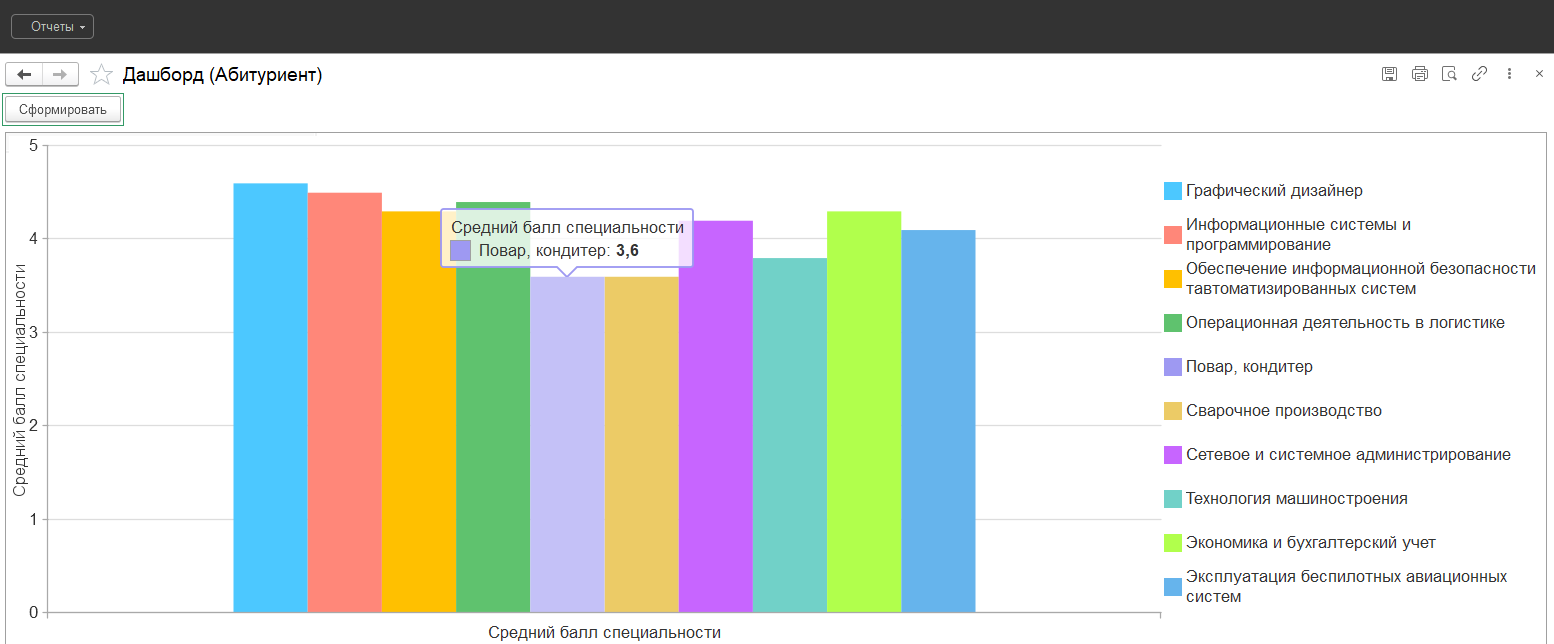 Отчеты
Дашборд (Абитуриент)
Сформировать
5
4
3
2
1
0
Средний балл специальности
Средний балл специальности
Повар, кондитер: 3,6
Средний балл специальности
Графический дизайнер
Информационные системы и
программирование
Обеспечение информационной безопасности
тавтоматизированных систем
Операционная деятельность в логистике
Повар, кондитер
Сварочное производство
Сетевое и системное администрирование
Технология машиностроения
Экономика и бухгалтерский учет
Эксплуатация беспилотных авиационных
систем